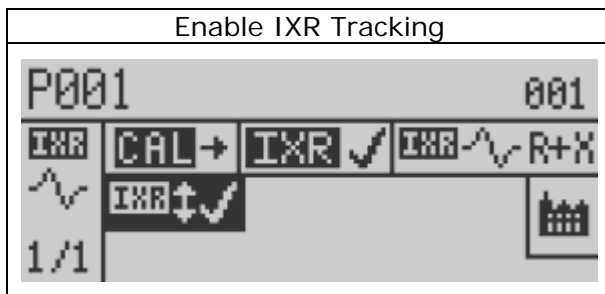 Enable IXR Tracking
P001 001
IXR CAL IXR IXR R+X
IXR
1/1